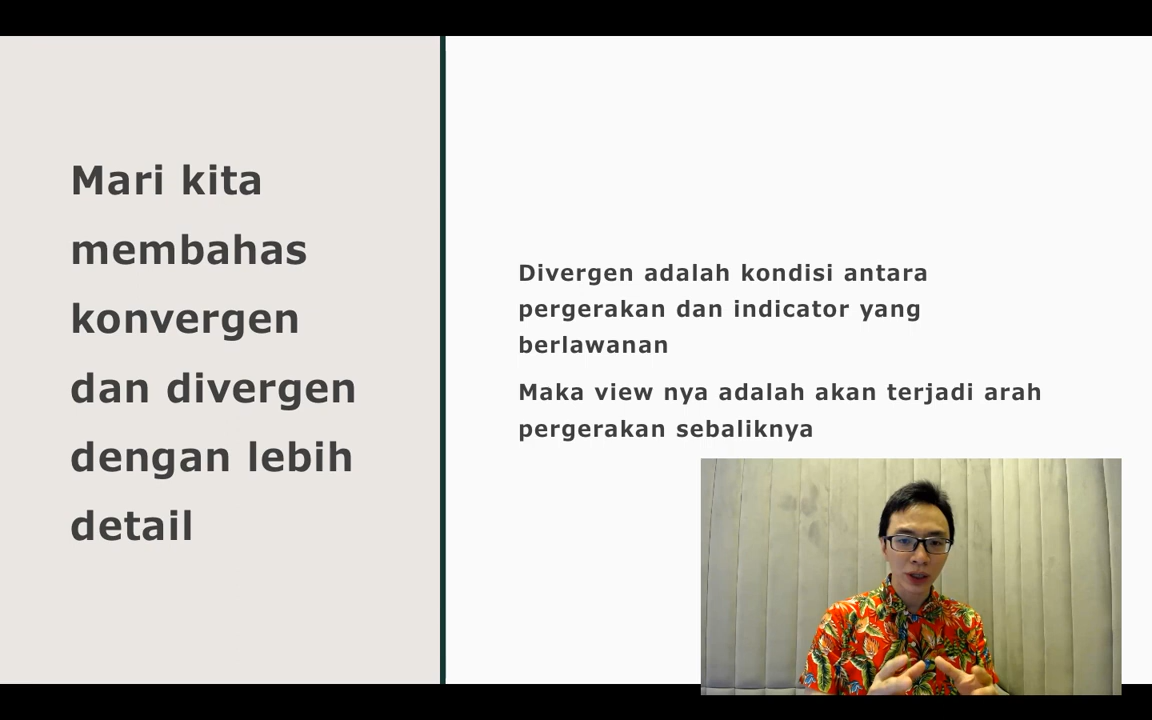 Mari kita
membahas
konvergen
dan divergen
dengan lebih
detail
Divergen adalah kondisi antara
pergerakan dan indicator yang
berlawanan
Maka view nya adalah akan terjadi arah
pergerakan sebaliknya